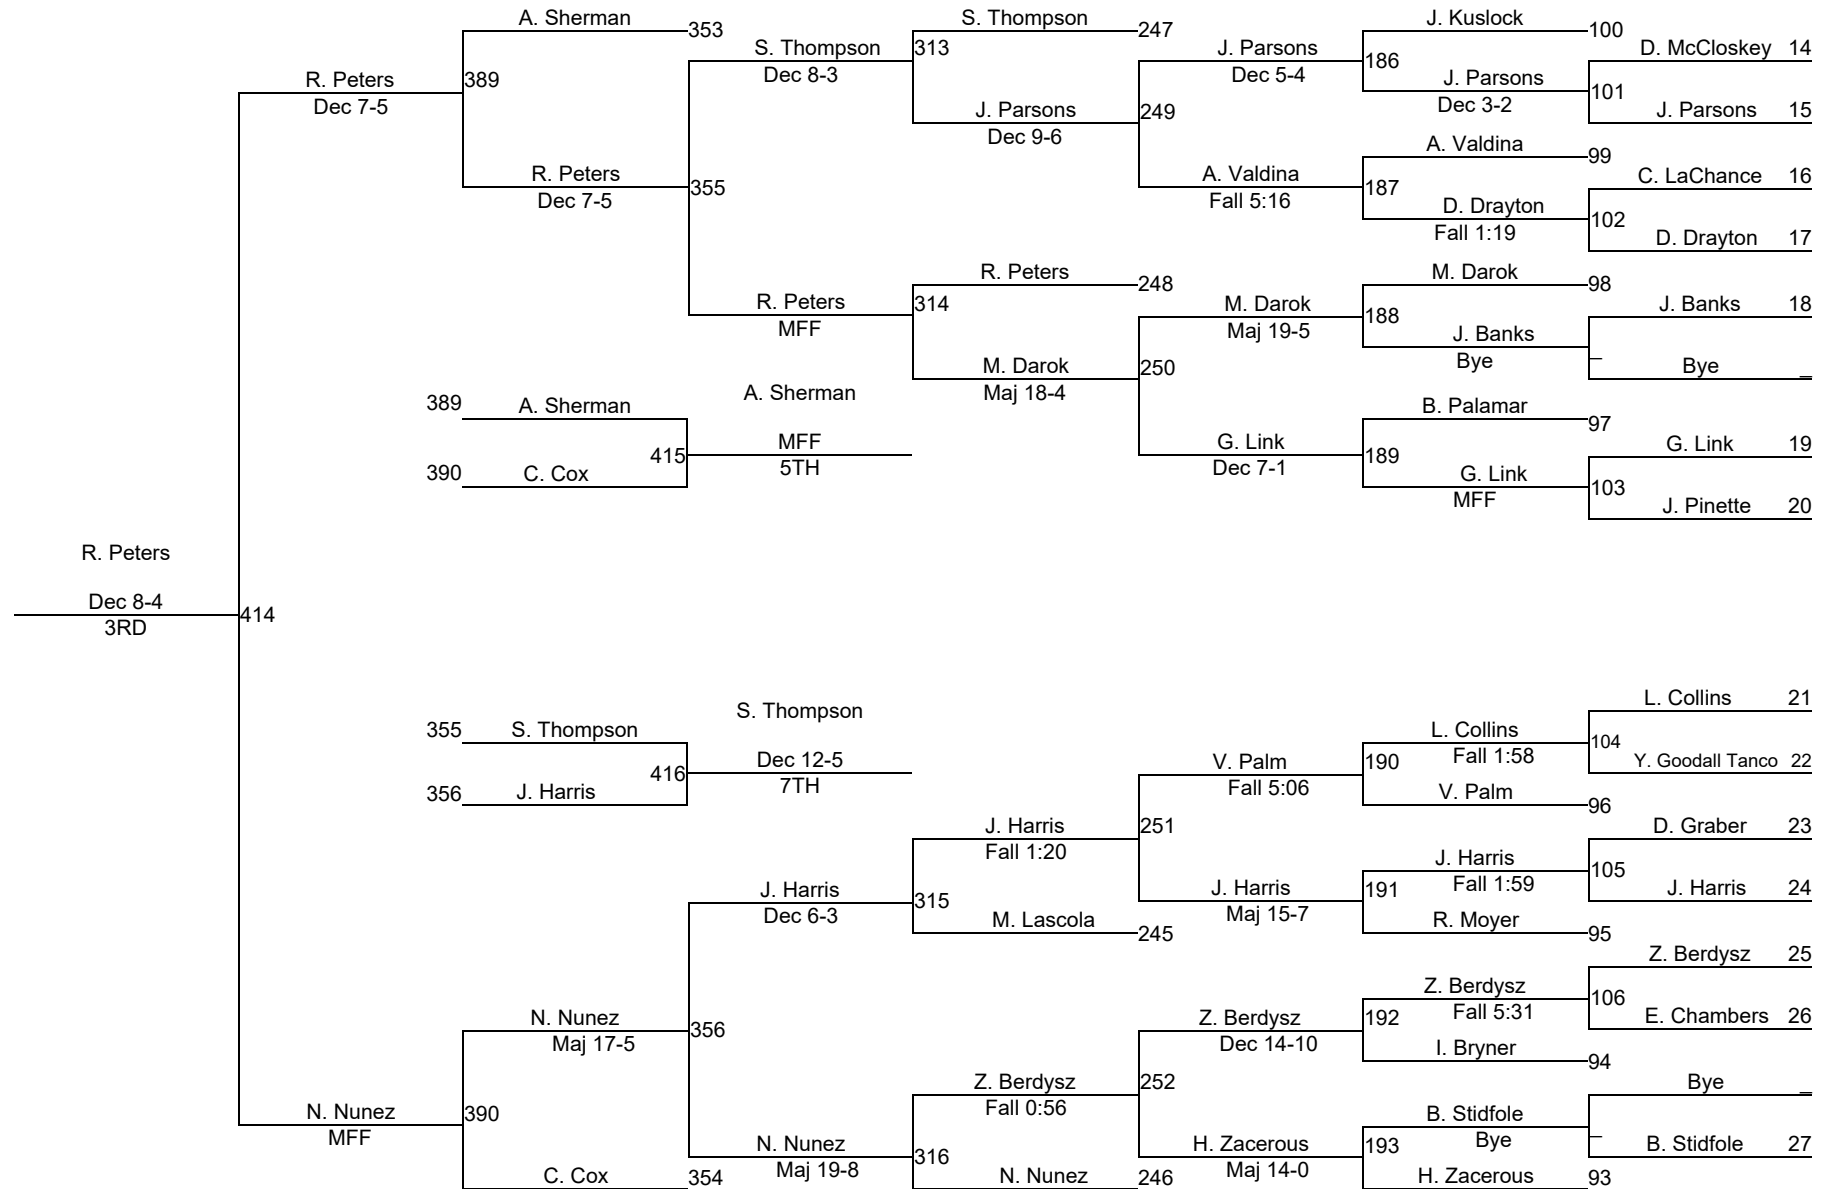 A. Sherman
353
R. Peters
Dec 7-5
389
R. Peters
Dec 7-5
S. Thompson
Dec 8-3
355
R. Peters
MFF
S. Thompson
247
313
J. Parsons
Dec 9-6
R. Peters
248
314
M. Darok
Maj 18-4
J. Parsons
Dec 5-4
249
A. Valdina
Fall 5:16
M. Darok
Maj 19-5
250
G. Link
Dec 7-1
J. Kuslock
100
186
J. Parsons
Dec 3-2
A. Valdina
99
187
D. Drayton
Fall 1:19
M. Darok
98
188
J. Banks
Bye
B. Palamar
97
189
G. Link
MFF
D. McCloskey 14
101
J. Parsons 15
C. LaChance 16
102
D. Drayton 17
J. Banks 18
_
Bye _
G. Link 19
103
J. Pinette 20
389 A. Sherman
390 C. Cox
415
A. Sherman
MFF
5TH
R. Peters
Dec 8-4
3RD
414
355 S. Thompson
356 J. Harris
416
S. Thompson
Dec 12-5
7TH
N. Nunez
MFF
390
N. Nunez
Maj 17-5
C. Cox 354
356
J. Harris
Dec 6-3
N. Nunez
Maj 19-8
315
J. Harris
Fall 1:20
M. Lascola 245
316
Z. Berdysz
Fall 0:56
N. Nunez 246
251
V. Palm
Fall 5:06
J. Harris
Maj 15-7
252
Z. Berdysz
Dec 14-10
H. Zacerous
Maj 14-0
190
L. Collins
Fall 1:58
V. Palm 96
191
J. Harris
Fall 1:59
R. Moyer 95
192
Z. Berdysz
Fall 5:31
I. Bryner 94
193
B. Stidfole
Bye
H. Zacerous 93
L. Collins 21
104
Y. Goodall Tanco 22
D. Graber 23
105
J. Harris 24
Z. Berdysz 25
106
E. Chambers 26
Bye _
_
B. Stidfole 27